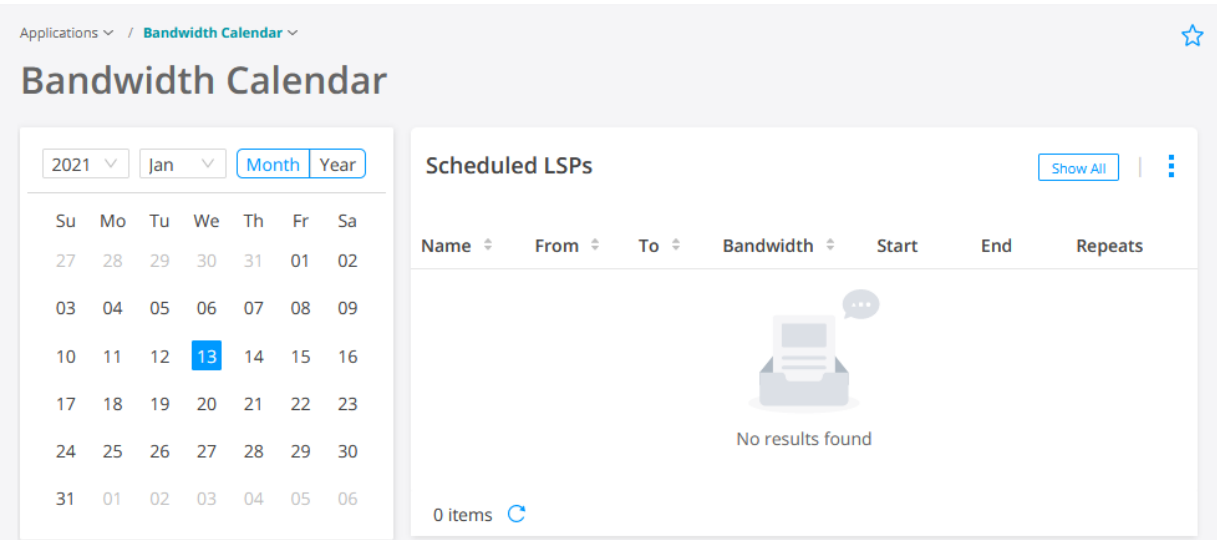 Applications / Bandwidth Calendar
Bandwidth Calendar
2021 Jan Month Year
Su Mo Tu We Th Fr Sa
27 28 29 30 31 01 02
03 04 05 06 07 08 09
10 11 12 13 14 15 16
17 18 19 20 21 22 23
24 25 26 27 28 29 30
31 01 02 03 04 05 06
Scheduled LSPs Show All
Name From To Bandwidth Start End Repeats
No results found
0 items